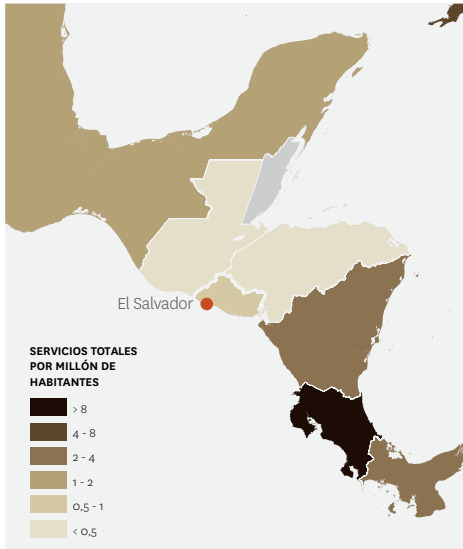 El Salvador
SERVICIOS TOTALES
POR MILLÓN DE
HABITANTES
> 8
4 - 8
2 - 4
1 - 2
0,5 - 1
< 0,5